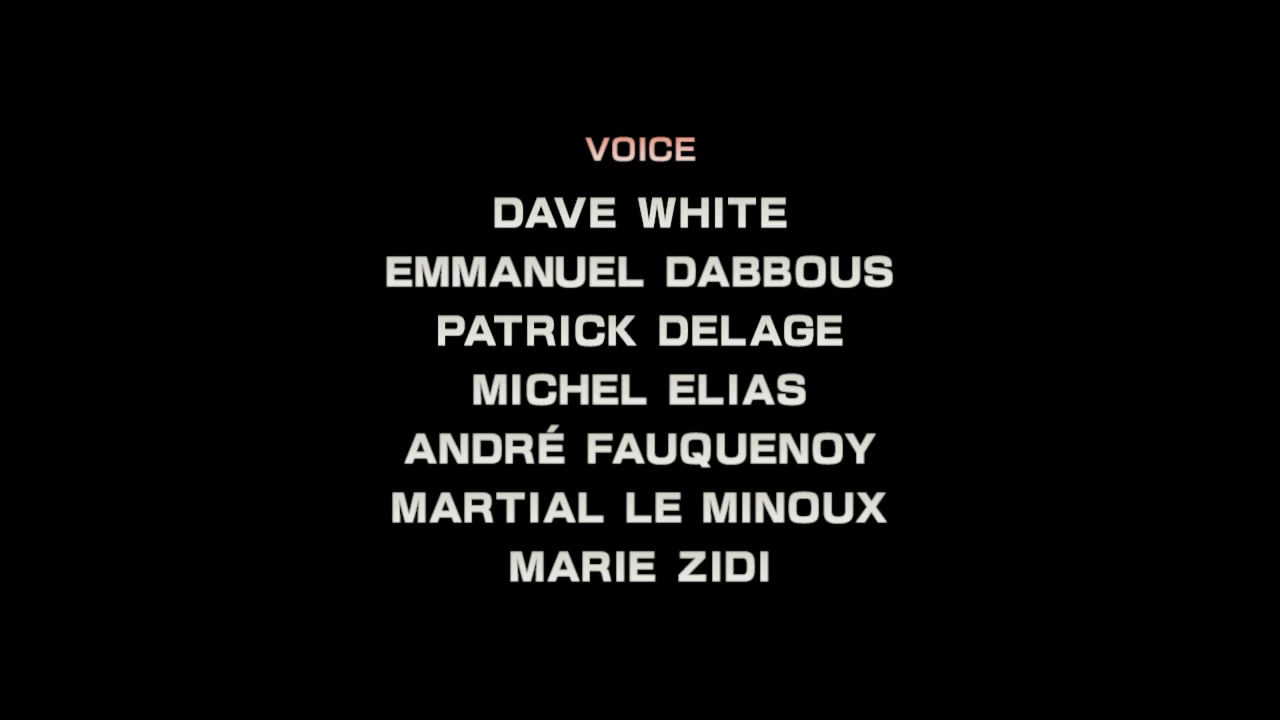 VOICE
DAVE WHITE
EMMANUEL DABBOUS
PATRICK DELAGE
MICHEL ELIAS
ANDRÉ FAUQUENOY
MARTIAL LE MINOUX
MARIE ZIDI